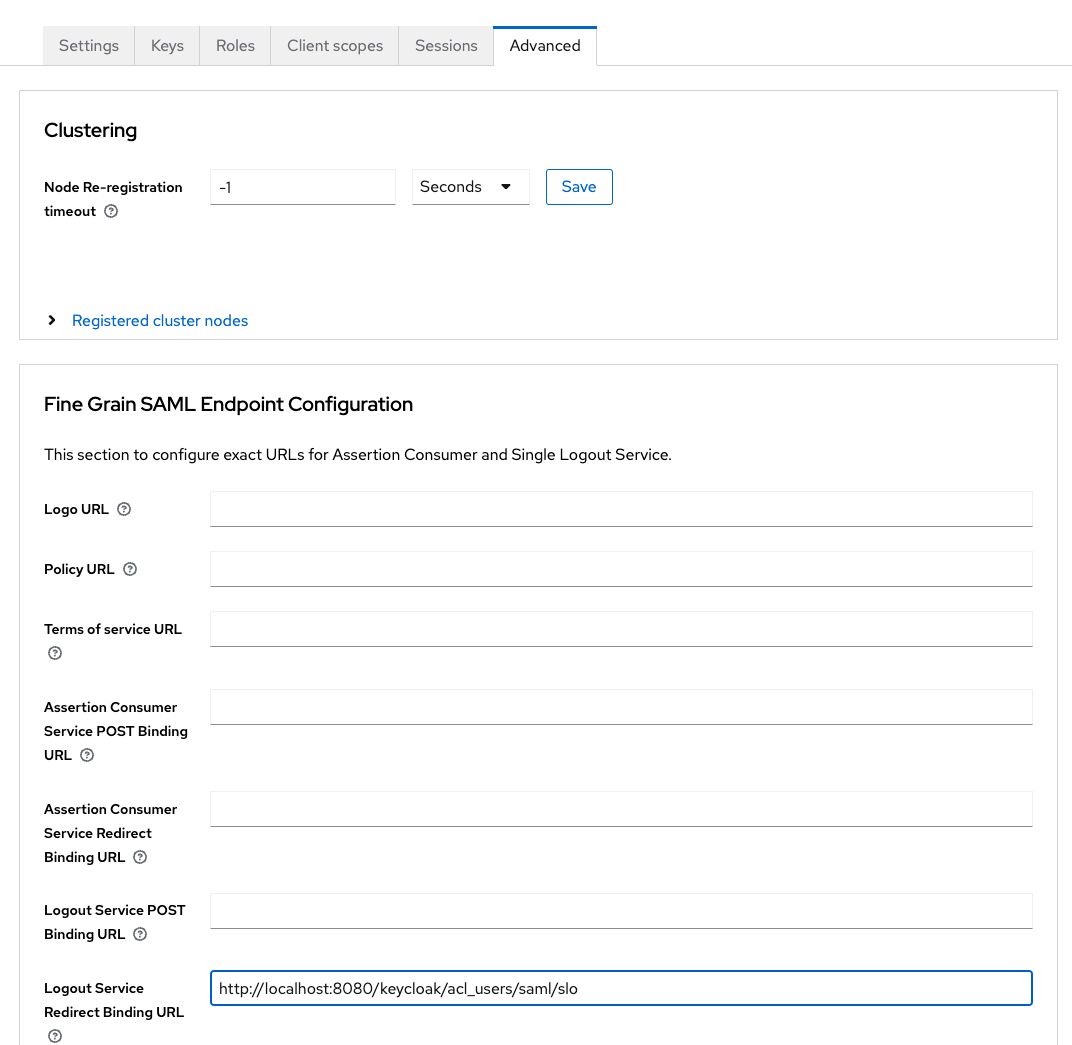 Settings Keys Roles Client scopes Sessions Advanced
Clustering
Node Re-registration
timeout
-1
Seconds
Save
Registered cluster nodes
Fine Grain SAML Endpoint Configuration
This section to configure exact URLs for Assertion Consumer and Single Logout Service.
Logo URL
Policy URL
Terms of service URL
Assertion Consumer
Service POST Binding
URL
Assertion Consumer
Service Redirect
Binding URL
Logout Service POST
Binding URL
Logout Service
Redirect Binding URL
http://localhost:8080/keycloak/acl_users/saml/slo